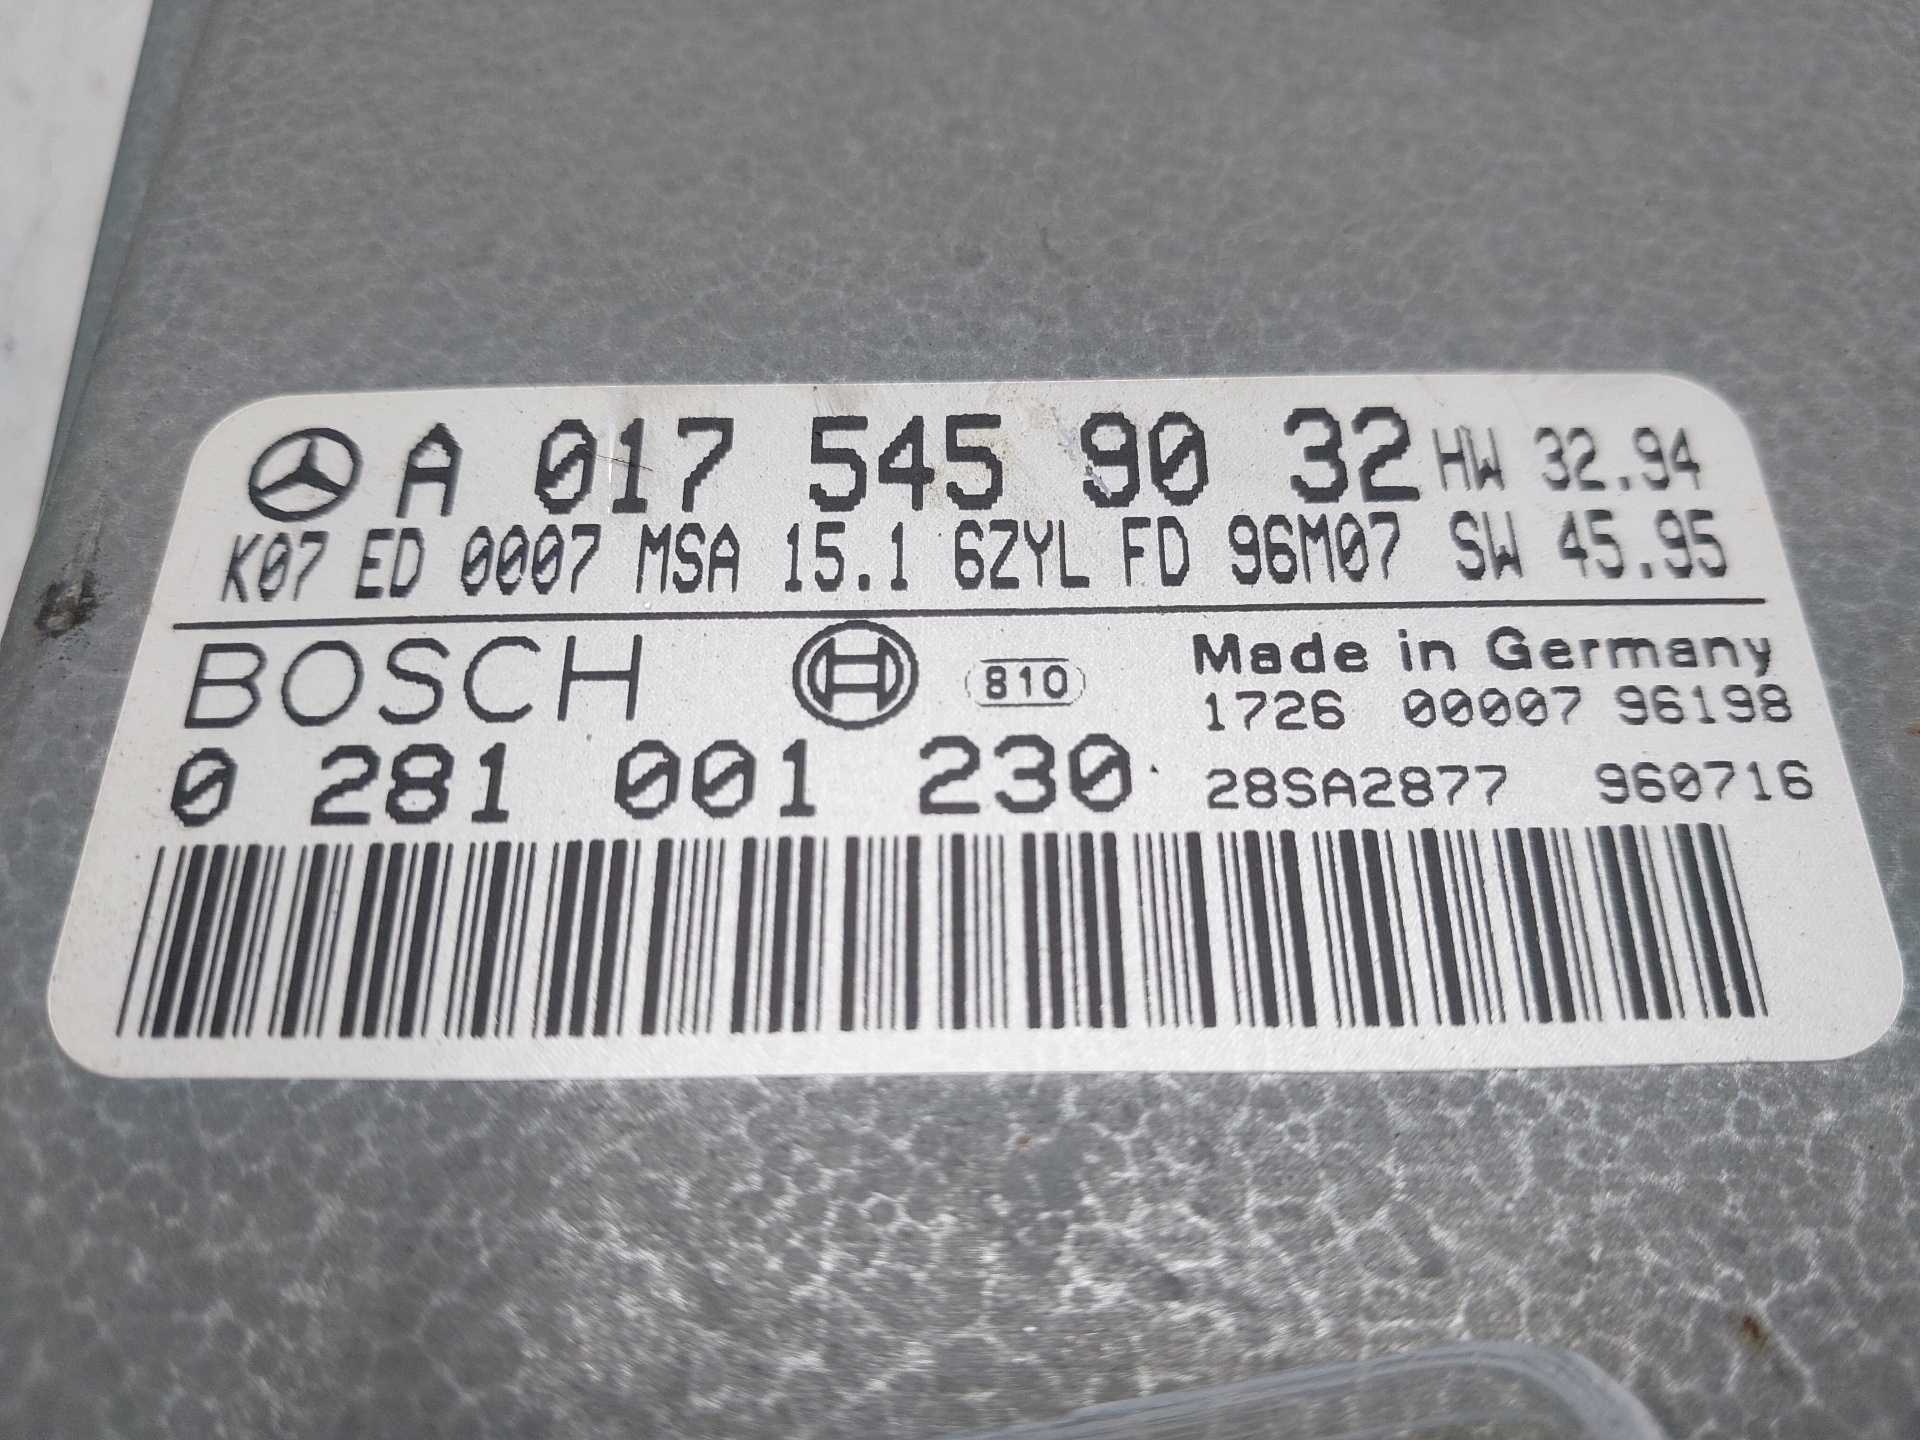 A 017 545 90 32 HW 32.94
K07 ED 0007 MSA 15.1 6ZYL FD 96M07 SW 45.95
BOSCH 810 Made in Germany
1726 00007 96198
0 281 001 230 28SA2877 960716